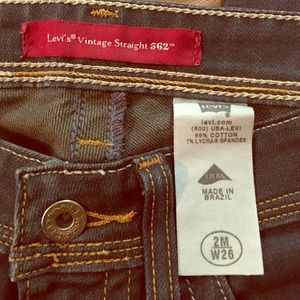 Levi's® Vintage Straight 562™
LEVI'S
levi.com
(800) USA-LEVI
99% COTTON
1% LYCRA® SPANDEX
MADE IN
BRAZIL
2M
W26